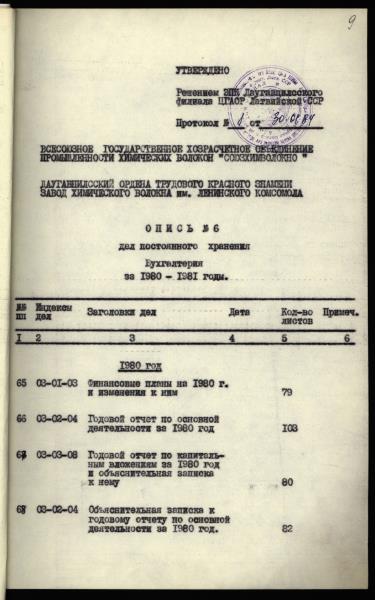 9
УТВЕРЖДЕНО
Решением ЭПК Даугавпилсского
филиала ЦГАОР Латвийской ССР
Протокол № 8 от 30.01.84
ВСЕСОЮЗНОЕ ГОСУДАРСТВЕННОЕ ХОЗРАСЧЕТНОЕ ОБЪЕДИНЕНИЕ
ПРОМЫШЛЕННОСТИ ХИМИЧЕСКИХ ВОЛОКОН "СОЮЗХИМВОЛОКНО"
ДАУГАВПИЛССКИЙ ОРДЕНА ТРУДОВОГО КРАСНОГО ЗНАМЕНИ
ЗАВОД ХИМИЧЕСКОГО ВОЛОКНА им. ЛЕНИНСКОГО КОМСОМОЛА
ОПИСЬ №6
дел постоянного хранения
Бухгалтерия
за 1980 - 1981 годы.
№№ пп Индексы дел Заголовки дел Дата Кол-во листов Примеч.
1 2 3 4 5 6
1980 год
65 03-01-03 Финансовые планы на 1980 г.
и изменения к ним 79
66 03-02-04 Годовой отчет по основной
деятельности за 1980 год 103
67 03-03-08 Годовой отчет по капиталь-
ным вложениям за 1980 год
и объяснительная записка
к нему 80
68 03-02-04 Объяснительная записка к
годовому отчету по основной
деятельности за 1980 год. 82